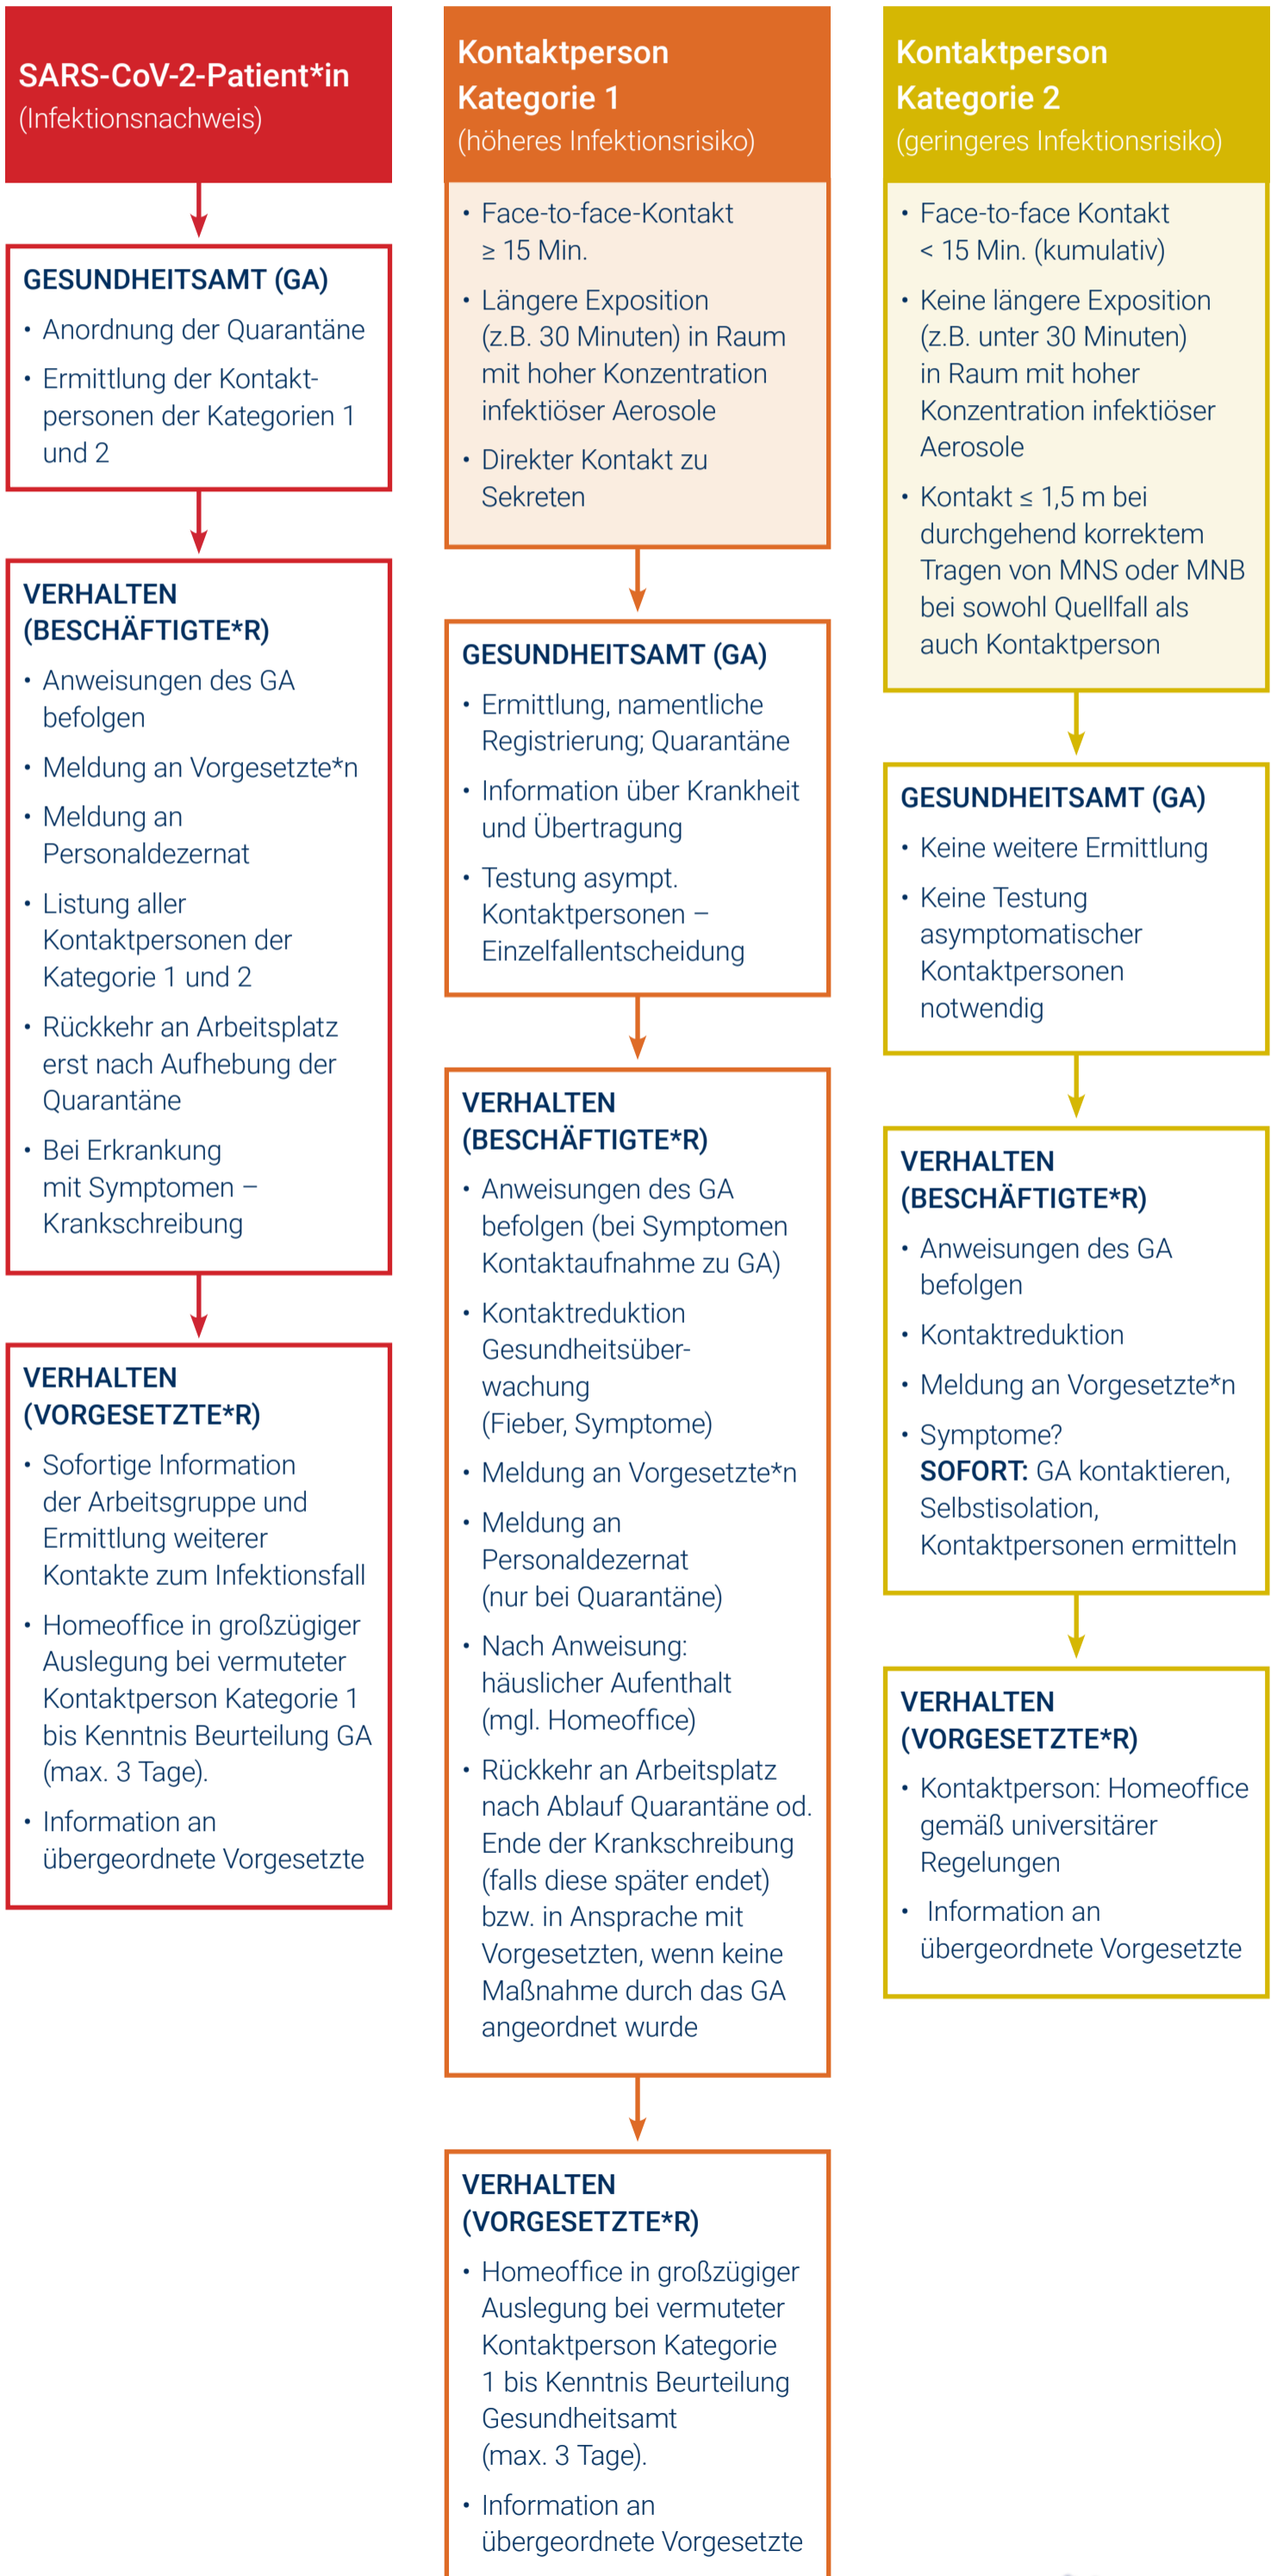 SARS-CoV-2-Patient*in
(Infektionsnachweis)
GESUNDHEITSAMT (GA)
• Anordnung der Quarantäne
• Ermittlung der Kontakt-
personen der Kategorien 1
und 2
VERHALTEN
(BESCHÄFTIGTE*R)
• Anweisungen des GA
befolgen
• Meldung an Vorgesetzte*n
• Meldung an
Personaldezernat
• Listung aller
Kontaktpersonen der
Kategorie 1 und 2
• Rückkehr an Arbeitsplatz
erst nach Aufhebung der
Quarantäne
• Bei Erkrankung
mit Symptomen –
Krankschreibung
VERHALTEN
(VORGESETZTE*R)
• Sofortige Information
der Arbeitsgruppe und
Ermittlung weiterer
Kontakte zum Infektionsfall
• Homeoffice in großzügiger
Auslegung bei vermuteter
Kontaktperson Kategorie 1
bis Kenntnis Beurteilung GA
(max. 3 Tage).
• Information an
übergeordnete Vorgesetzte
Kontaktperson
Kategorie 1
(höheres Infektionsrisiko)
• Face-to-face-Kontakt
≥ 15 Min.
• Längere Exposition
(z.B. 30 Minuten) in Raum
mit hoher Konzentration
infektiöser Aerosole
• Direkter Kontakt zu
Sekreten
GESUNDHEITSAMT (GA)
• Ermittlung, namentliche
Registrierung; Quarantäne
• Information über Krankheit
und Übertragung
• Testung asympt.
Kontaktpersonen –
Einzelfallentscheidung
VERHALTEN
(BESCHÄFTIGTE*R)
• Anweisungen des GA
befolgen (bei Symptomen
Kontaktaufnahme zu GA)
• Kontaktreduktion
Gesundheitsüber-
wachung
(Fieber, Symptome)
• Meldung an Vorgesetzte*n
• Meldung an
Personaldezernat
(nur bei Quarantäne)
• Nach Anweisung:
häuslicher Aufenthalt
(mgl. Homeoffice)
• Rückkehr an Arbeitsplatz
nach Ablauf Quarantäne od.
Ende der Krankschreibung
(falls diese später endet)
bzw. in Ansprache mit
Vorgesetzten, wenn keine
Maßnahme durch das GA
angeordnet wurde
VERHALTEN
(VORGESETZTE*R)
• Homeoffice in großzügiger
Auslegung bei vermuteter
Kontaktperson Kategorie
1 bis Kenntnis Beurteilung
Gesundheitsamt
(max. 3 Tage).
• Information an
übergeordnete Vorgesetzte
Kontaktperson
Kategorie 2
(geringeres Infektionsrisiko)
• Face-to-face Kontakt
< 15 Min. (kumulativ)
• Keine längere Exposition
(z.B. unter 30 Minuten)
in Raum mit hoher
Konzentration infektiöser
Aerosole
• Kontakt ≤ 1,5 m bei
durchgehend korrektem
Tragen von MNS oder MNB
bei sowohl Quellfall als
auch Kontaktperson
GESUNDHEITSAMT (GA)
• Keine weitere Ermittlung
• Keine Testung
asymptomatischer
Kontaktpersonen
notwendig
VERHALTEN
(BESCHÄFTIGTE*R)
• Anweisungen des GA
befolgen
• Kontaktreduktion
• Meldung an Vorgesetzte*n
• Symptome?
SOFORT: GA kontaktieren,
Selbstisolation,
Kontaktpersonen ermitteln
VERHALTEN
(VORGESETZTE*R)
• Kontaktperson: Homeoffice
gemäß universitärer
Regelungen
• Information an
übergeordnete Vorgesetzte